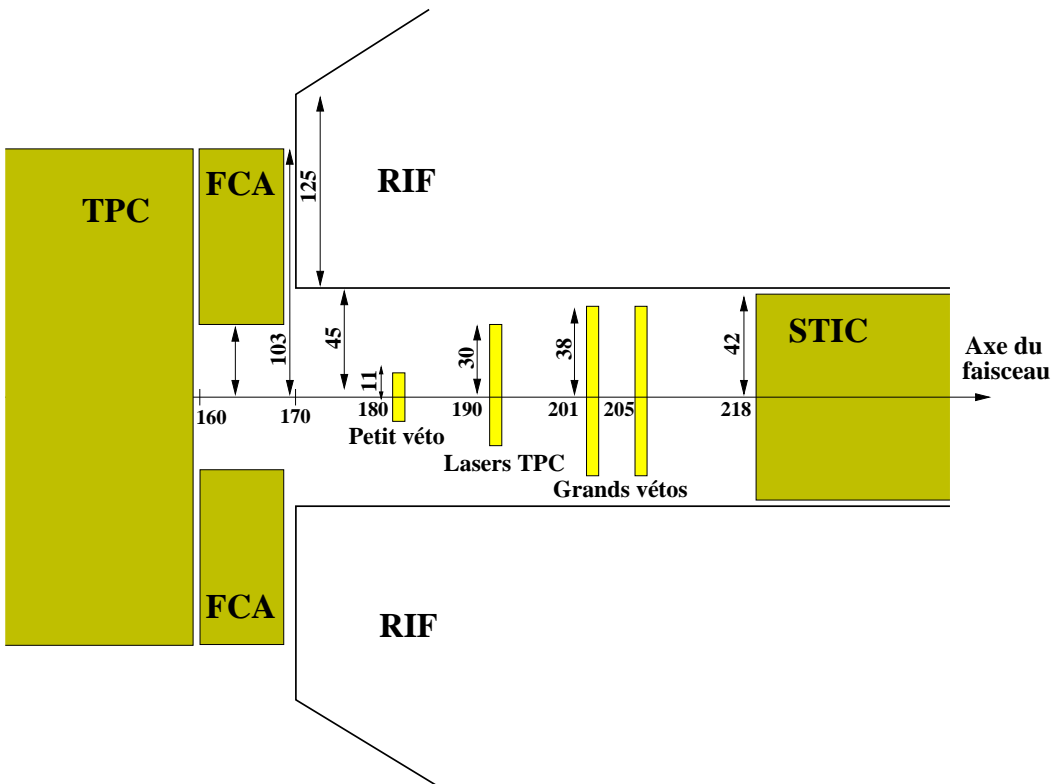 FCA
RIF
TPC
125
103
45
30
38
42
STIC
11
Axe du
faisceau
160
170
180
190
201
205
218
Petit véto
Lasers TPC
Grands vétos
FCA
RIF